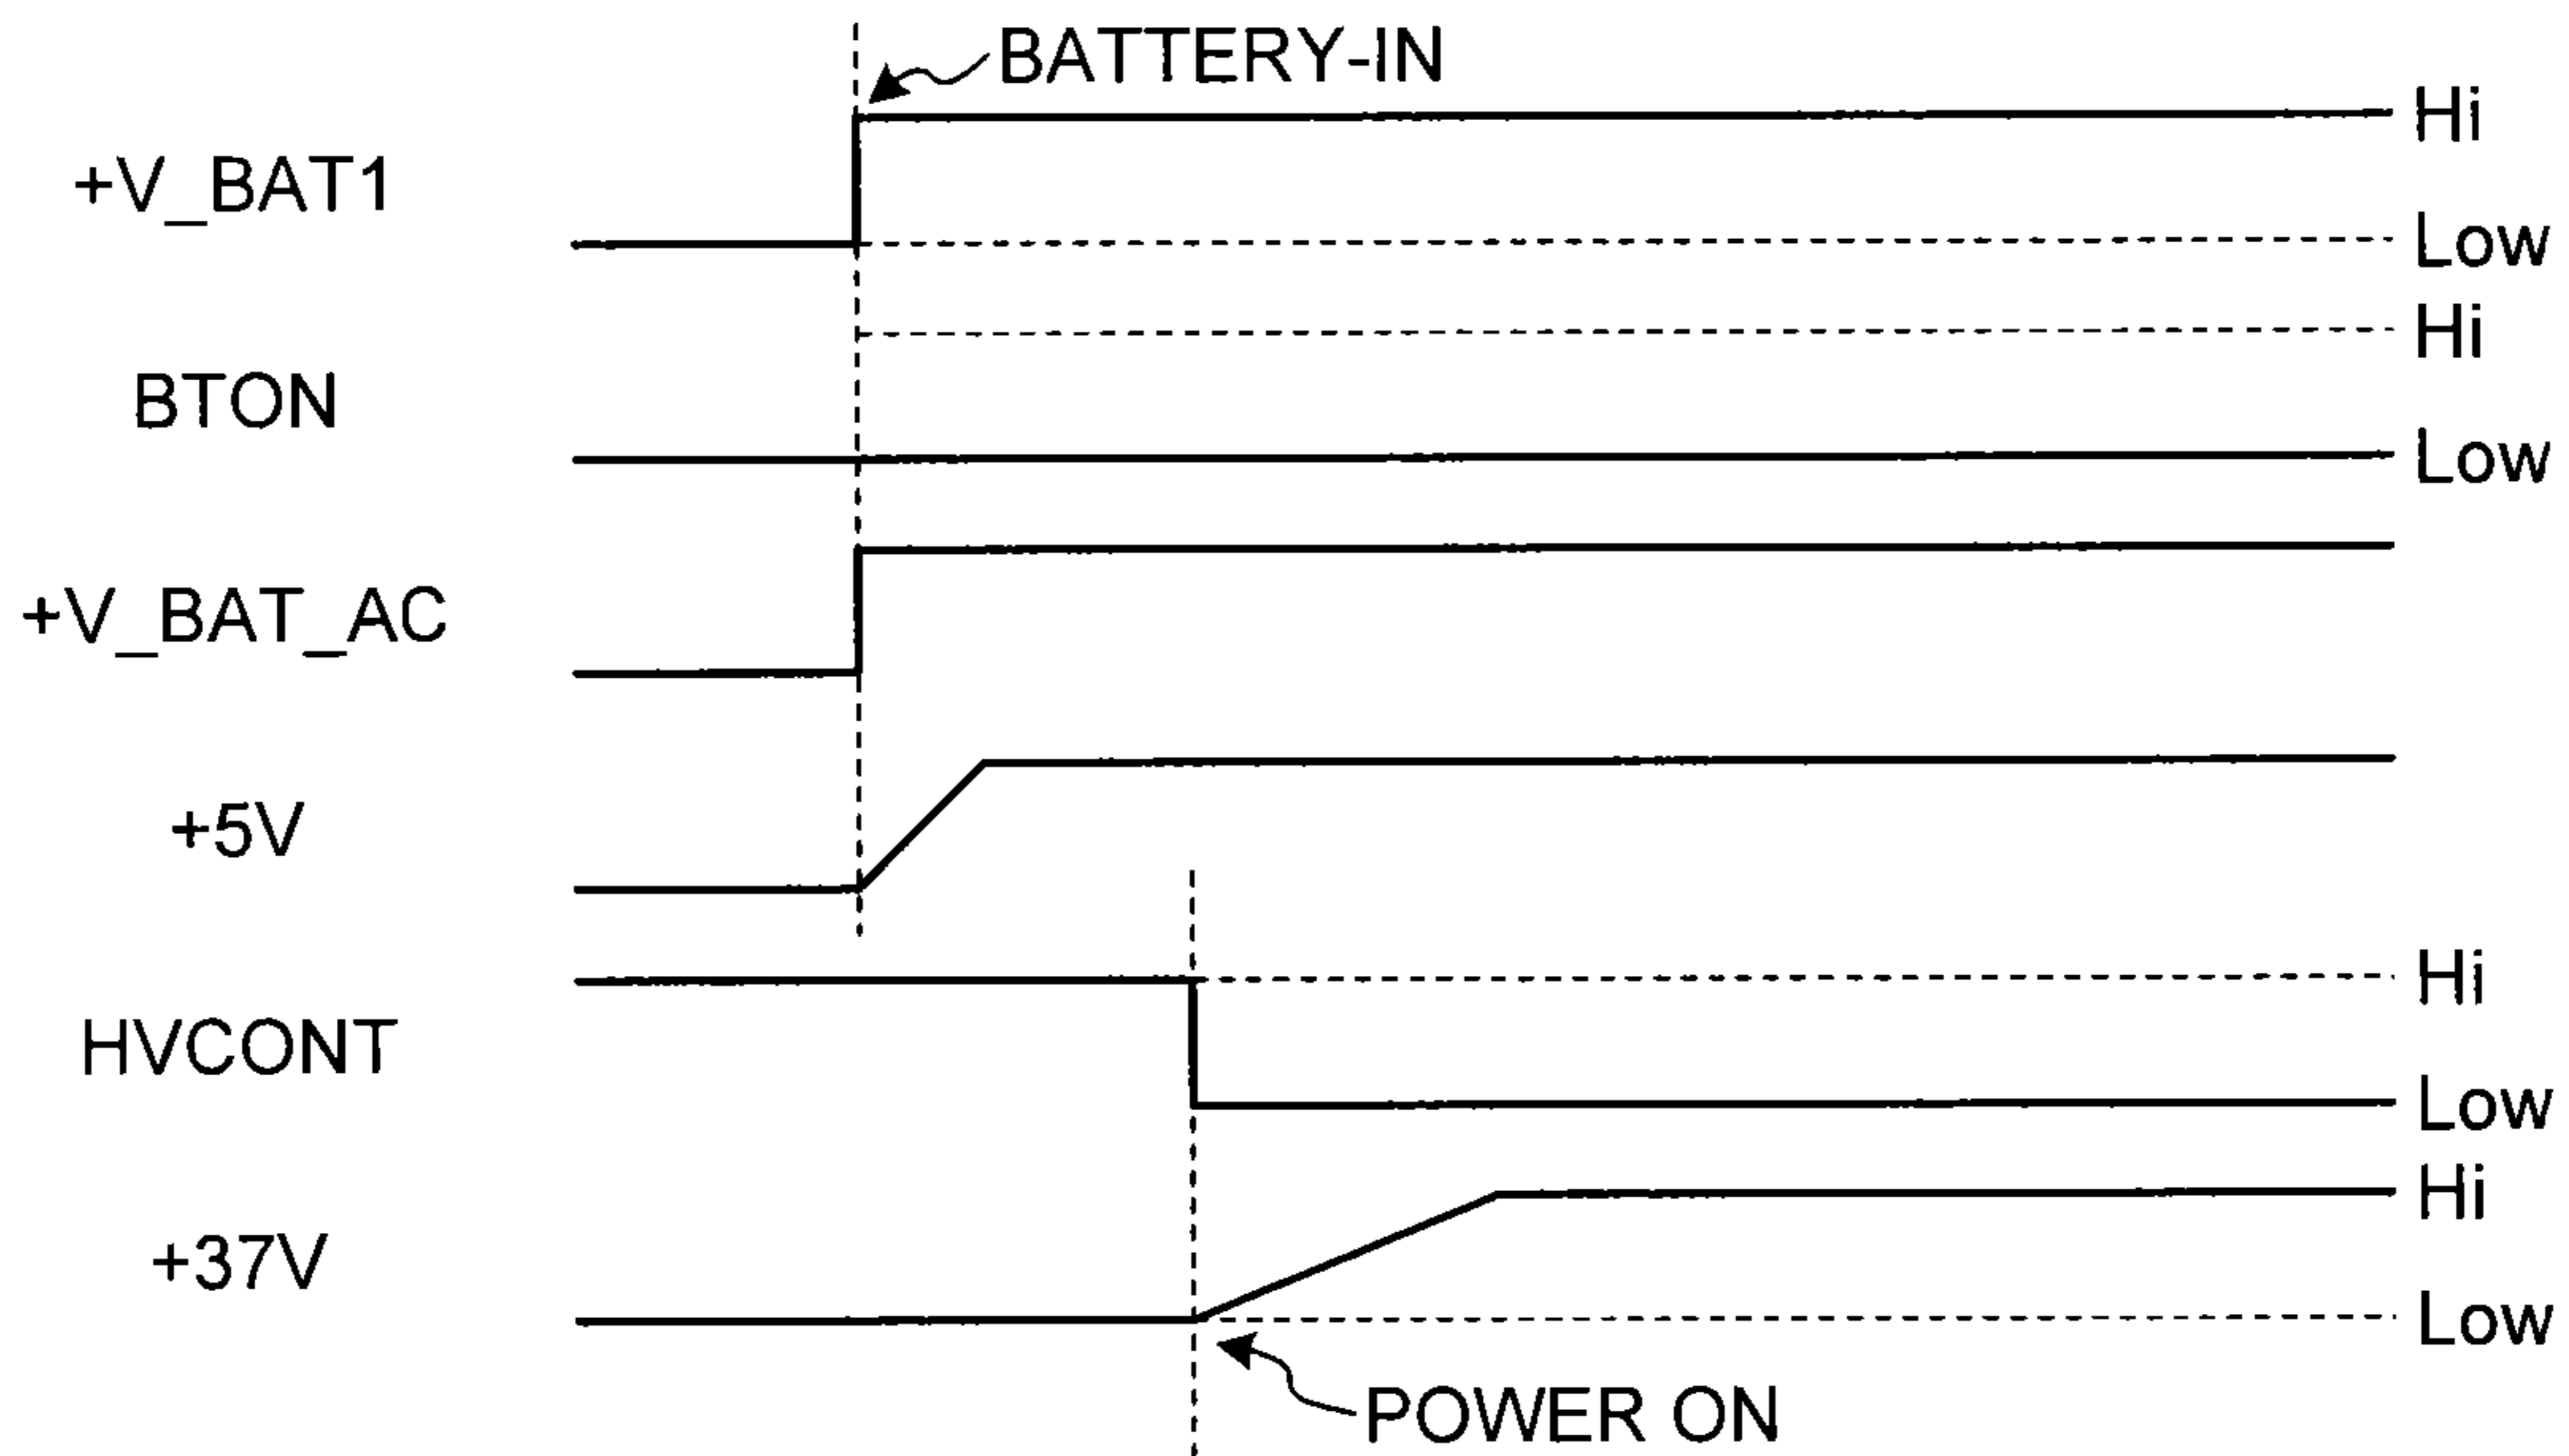 BATTERY-IN
Hi
+V_BAT1
Low
Hi
BTON
Low
+V_BAT_AC
+5V
Hi
HVCONT
Low
Hi
+37V
Low
POWER ON